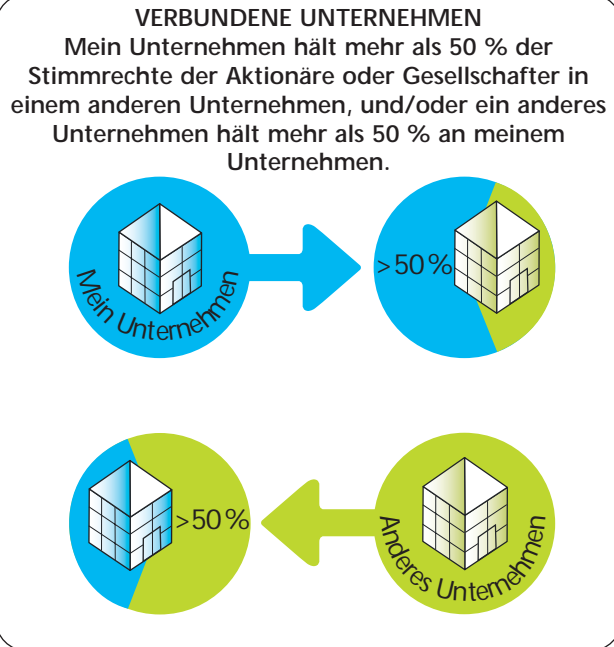 VERBUNDENE UNTERNEHMEN
Mein Unternehmen hält mehr als 50 % der
Stimmrechte der Aktionäre oder Gesellschafter in
einem anderen Unternehmen, und/oder ein anderes
Unternehmen hält mehr als 50 % an meinem
Unternehmen.
Mein Unternehmen
>50%
>50%
Anderes Unternehmen